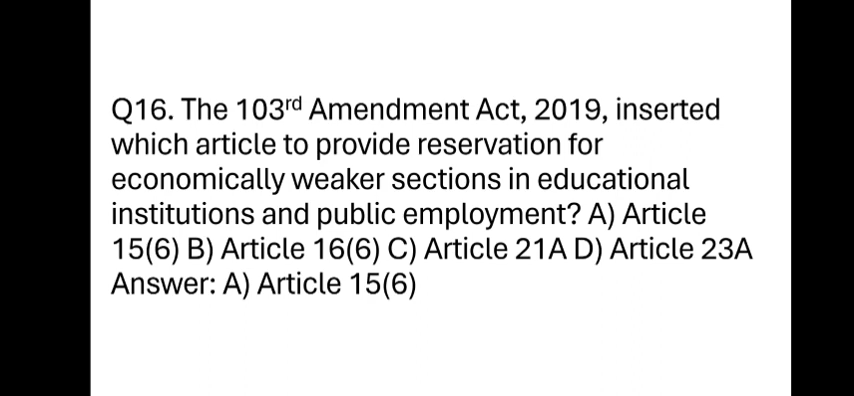 Q16. The 103rd Amendment Act, 2019, inserted
which article to provide reservation for
economically weaker sections in educational
institutions and public employment? A) Article
15(6) B) Article 16(6) C) Article 21A D) Article 23A
Answer: A) Article 15(6)